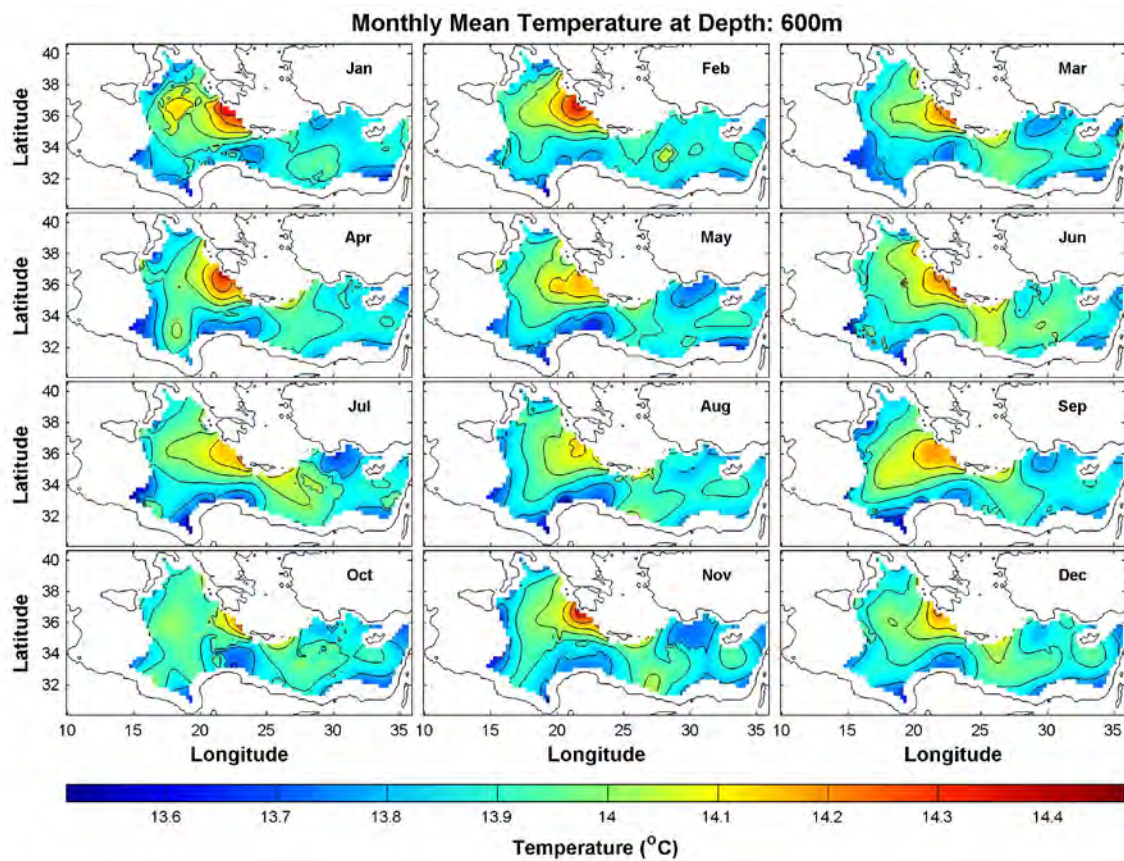 Monthly Mean Temperature at Depth: 600m
Jan Feb Mar
Latitude
40
38
36
34
32
Apr May Jun
Latitude
40
38
36
34
32
Jul Aug Sep
Latitude
40
38
36
34
32
Oct Nov Dec
Latitude
40
38
36
34
32
10 15 20 25 30 35 10 15 20 25 30 35 10 15 20 25 30 35
Longitude Longitude Longitude
13.6 13.7 13.8 13.9 14 14.1 14.2 14.3 14.4
Temperature (°C)